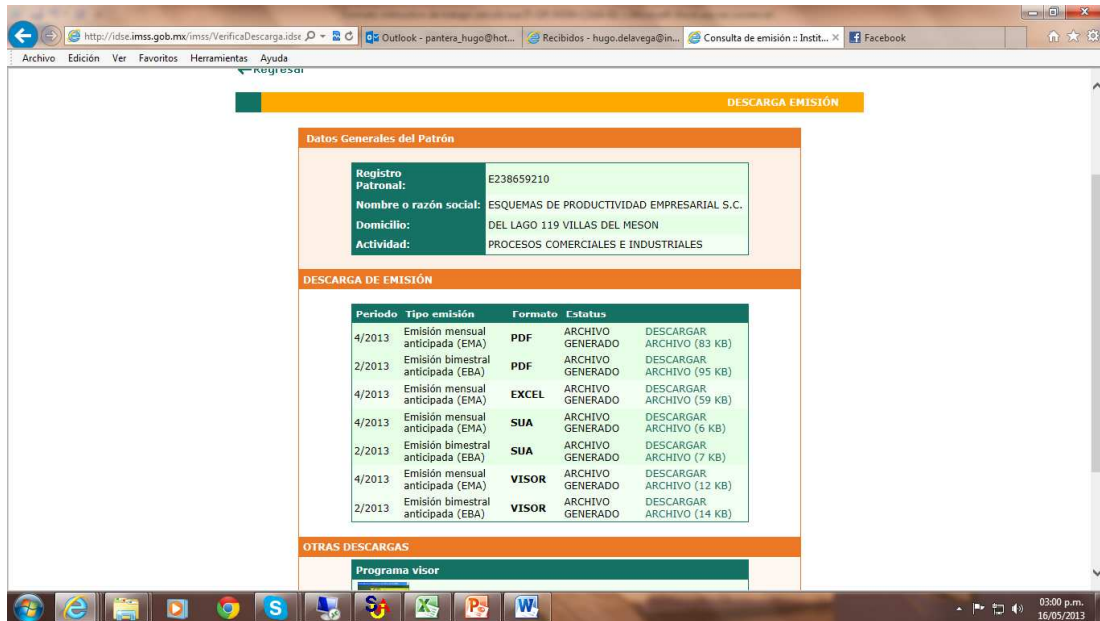 http://idse.imss.gob.mx/imss/VerificaDescarga.idse
Outlook - pantera_hugo@hot...
Recibidos - hugo.delavega@in...
Consulta de emisión :: Instit...
Facebook
Archivo Edición Ver Favoritos Herramientas Ayuda
Regresar
DESCARGA EMISIÓN
Datos Generales del Patrón
Registro
Patronal: E238659210
Nombre o razón social: ESQUEMAS DE PRODUCTIVIDAD EMPRESARIAL S.C.
Domicilio: DEL LAGO 119 VILLAS DEL MESON
Actividad: PROCESOS COMERCIALES E INDUSTRIALES
DESCARGA DE EMISIÓN
Periodo Tipo emisión Formato Estatus
4/2013 Emisión mensual anticipada (EMA) PDF ARCHIVO GENERADO DESCARGAR ARCHIVO (83 KB)
2/2013 Emisión bimestral anticipada (EBA) PDF ARCHIVO GENERADO DESCARGAR ARCHIVO (95 KB)
4/2013 Emisión mensual anticipada (EMA) EXCEL ARCHIVO GENERADO DESCARGAR ARCHIVO (59 KB)
4/2013 Emisión mensual anticipada (EMA) SUA ARCHIVO GENERADO DESCARGAR ARCHIVO (6 KB)
2/2013 Emisión bimestral anticipada (EBA) SUA ARCHIVO GENERADO DESCARGAR ARCHIVO (7 KB)
4/2013 Emisión mensual anticipada (EMA) VISOR ARCHIVO GENERADO DESCARGAR ARCHIVO (12 KB)
2/2013 Emisión bimestral anticipada (EBA) VISOR ARCHIVO GENERADO DESCARGAR ARCHIVO (14 KB)
OTRAS DESCARGAS
Programa visor
03:00 p.m.
16/05/2013